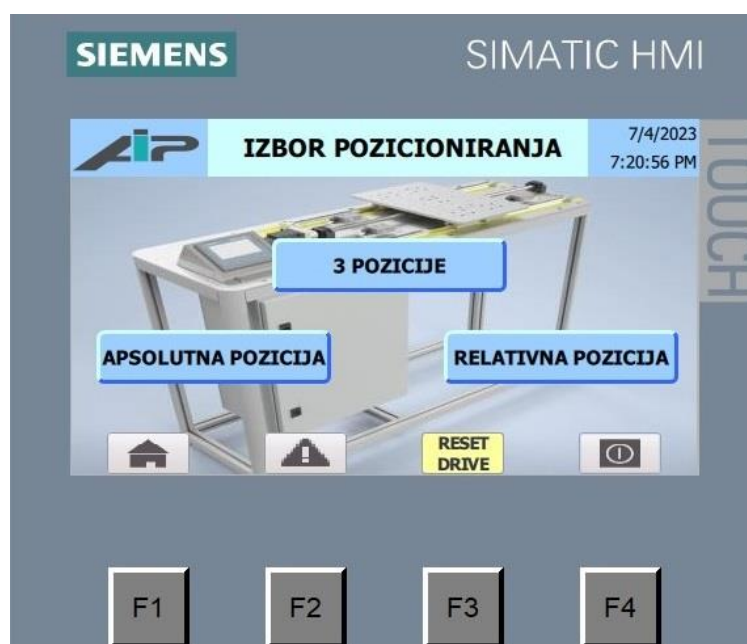 SIEMENS
SIMATIC HMI
AiP
IZBOR POZICIONIRANJA
7/4/2023
7:20:56 PM
TOUCH
3 POZICIJE
APSOLUTNA POZICIJA
RELATIVNA POZICIJA
RESET
DRIVE
F1
F2
F3
F4